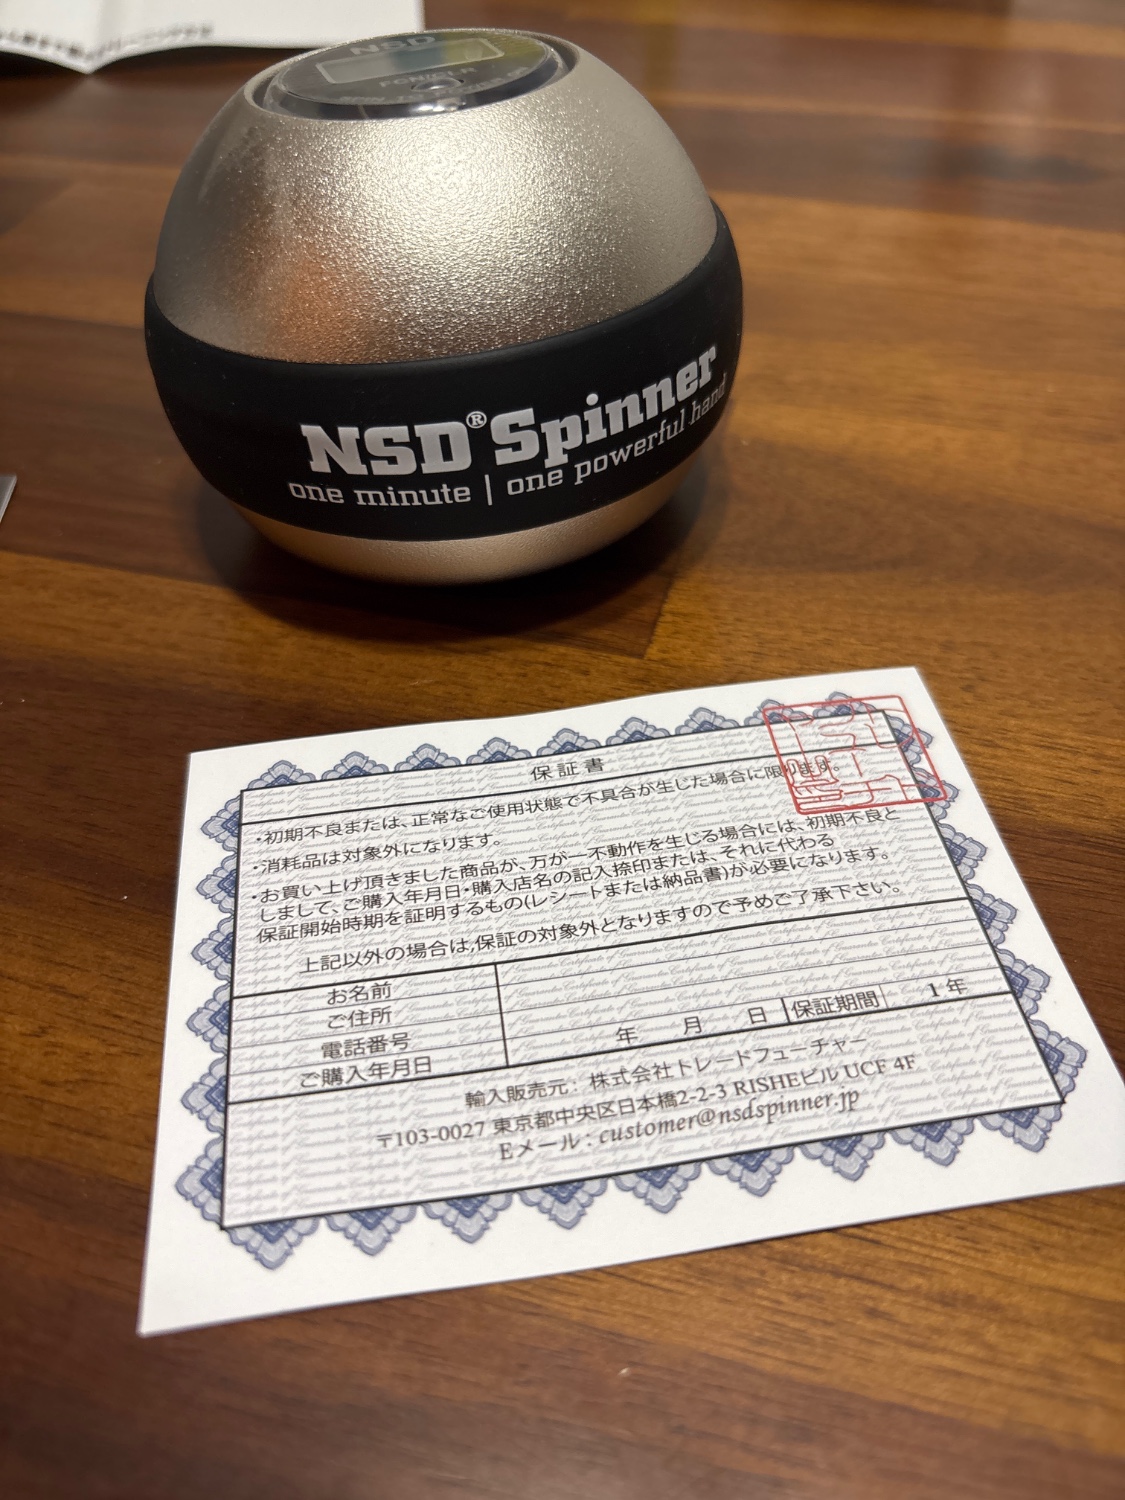 NSD
FCN/CLR
NSD® Spinner
one minute | one powerful hand
保証書
・初期不良または、正常なご使用状態で不具合が生じた場合に限ります。
・消耗品は対象外になります。
・お買い上げ頂きました商品が、万が一不動作を生じる場合には、初期不良と
しまして、ご購入年月日・購入店名の記入捺印または、それに代わる
保証開始時期を証明するもの(レシートまたは納品書)が必要になります。
上記以外の場合は,保証の対象外となりますので予めご了承下さい。
お名前
ご住所
電話番号
ご購入年月日 年 月 日 保証期間 1 年
輸入販売元： 株式会社トレードフューチャー
〒103-0027 東京都中央区日本橋2-2-3 RISHEビル UCF 4F
Eメール : customer@nsdspinner.jp